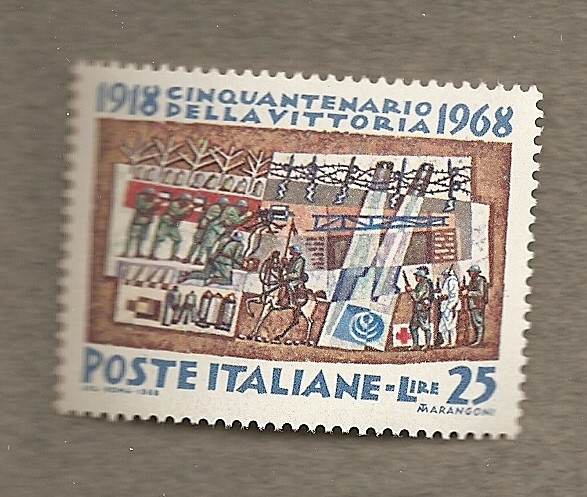 1918 CINQUANTENARIO 1968
DELLA VITTORIA
POSTE ITALIANE-LIRE 25
T. MARANGONI